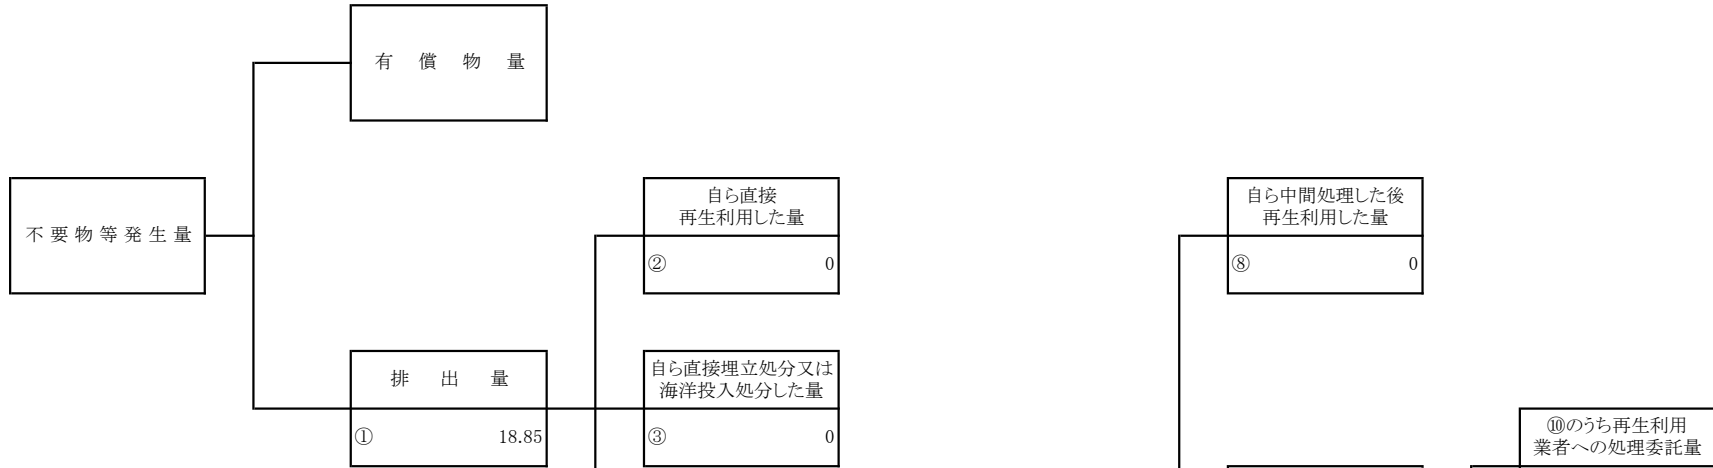 有償物量
不要物等発生量
自ら直接
再生利用した量
② 0
自ら中間処理した後
再生利用した量
⑧ 0
排出量
① 18.85
自ら直接埋立処分又は
海洋投入処分した量
③ 0
⑩のうち再生利用
業者への処理委託量